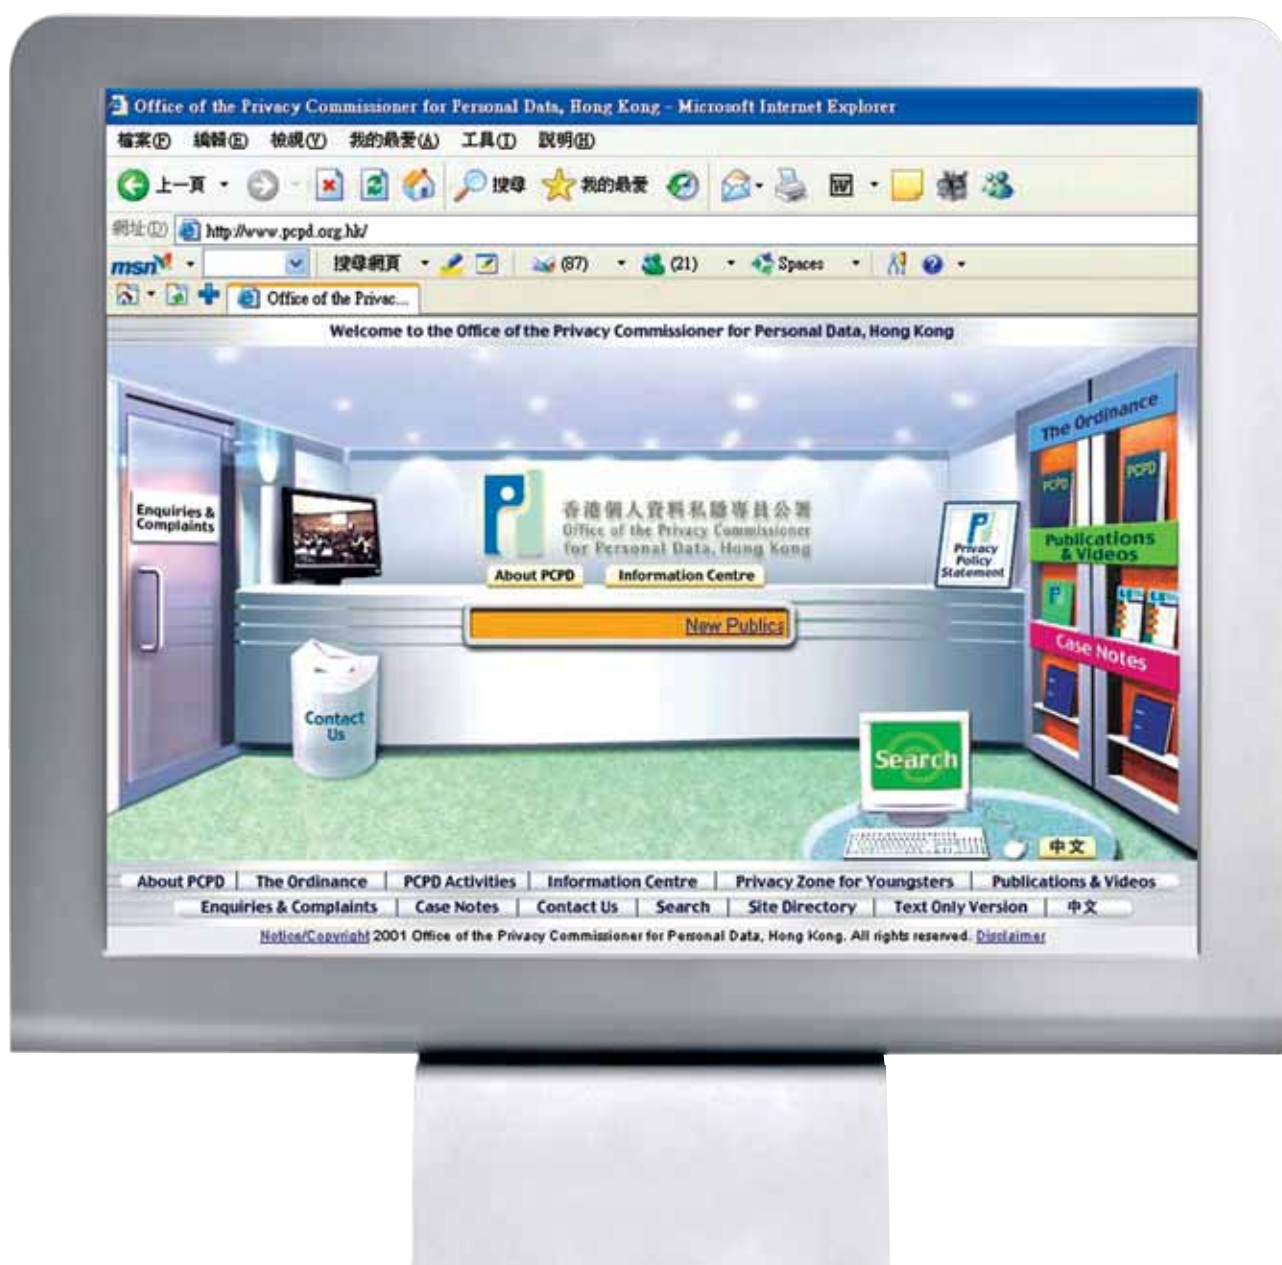 Office of the Privacy Commissioner for Personal Data, Hong Kong - Microsoft Internet Explorer
檔案(F) 編輯(E) 檢視(V) 我的最愛(A) 工具(T) 說明(H)
上一頁 搜尋 我的最愛
網址(D) http://www.pcpd.org.hk/
msn 搜尋網頁 (87) (21) Spaces
Office of the Privac...
Welcome to the Office of the Privacy Commissioner for Personal Data, Hong Kong
The Ordinance
PCPD
PCPD
Enquiries &
Complaints
香港個人資料私隱專員公署
Office of the Privacy Commissioner
for Personal Data, Hong Kong
Privacy
Policy
Statement
Publications
& Videos
About PCPD Information Centre
New Publica
Case Notes
Contact
Us
Search
中文
About PCPD | The Ordinance | PCPD Activities | Information Centre | Privacy Zone for Youngsters | Publications & Videos
Enquiries & Complaints | Case Notes | Contact Us | Search | Site Directory | Text Only Version | 中文
Notice/Copyright 2001 Office of the Privacy Commissioner for Personal Data, Hong Kong. All rights reserved. Disclaimer